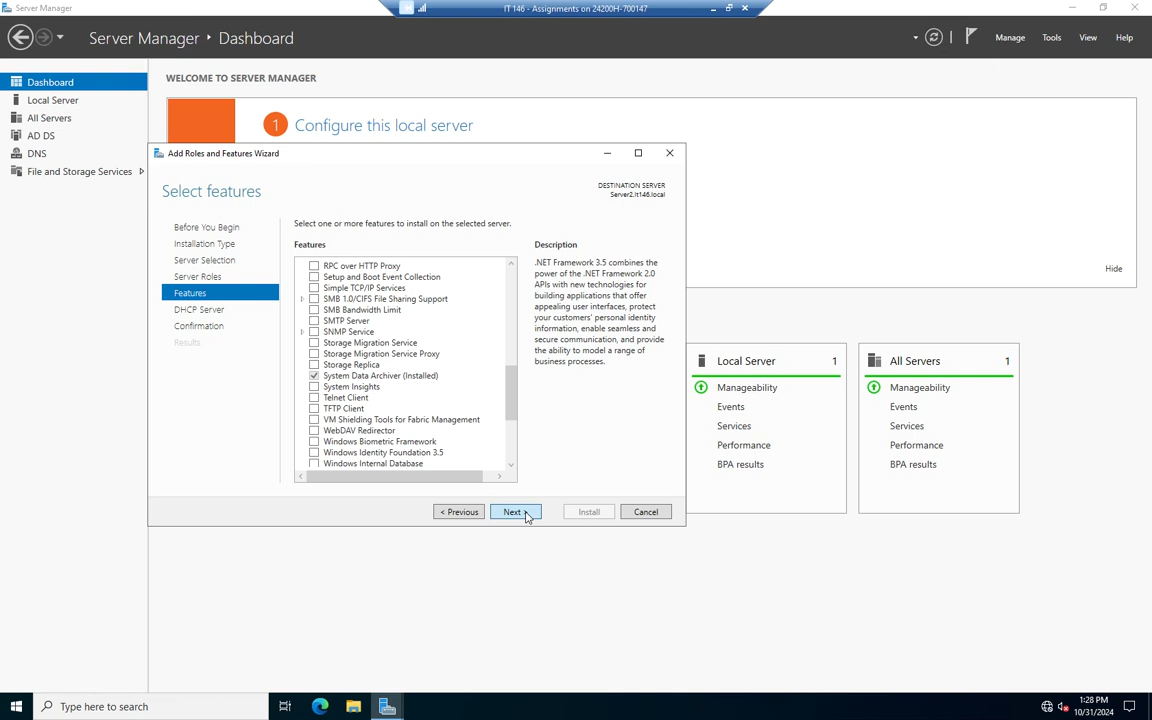 Server Manager
IT 146 - Assignments on 24200H-700147
Server Manager • Dashboard
Manage
Tools
View
Help
Dashboard
Local Server
All Servers
AD DS
DNS
File and Storage Services
WELCOME TO SERVER MANAGER
1 Configure this local server
Hide
Add Roles and Features Wizard
Select features
DESTINATION SERVER
Server2.It146.local
Before You Begin
Installation Type
Server Selection
Server Roles
Features
DHCP Server
Confirmation
Results
Select one or more features to install on the selected server.
Features
RPC over HTTP Proxy
Setup and Boot Event Collection
Simple TCP/IP Services
SMB 1.0/CIFS File Sharing Support
SMB Bandwidth Limit
SMTP Server
SNMP Service
Storage Migration Service
Storage Migration Service Proxy
Storage Replica
System Data Archiver (Installed)
System Insights
Telnet Client
TFTP Client
VM Shielding Tools for Fabric Management
WebDAV Redirector
Windows Biometric Framework
Windows Identity Foundation 3.5
Windows Internal Database
Description
.NET Framework 3.5 combines the
power of the .NET Framework 2.0
APIs with new technologies for
building applications that offer
appealing user interfaces, protect
your customers' personal identity
information, enable seamless and
secure communication, and provide
the ability to model a range of
business processes.
< Previous
Next >
Install
Cancel
Local Server 1
Manageability
Events
Services
Performance
BPA results
All Servers 1
Manageability
Events
Services
Performance
BPA results
Type here to search
1:28 PM
10/31/2024